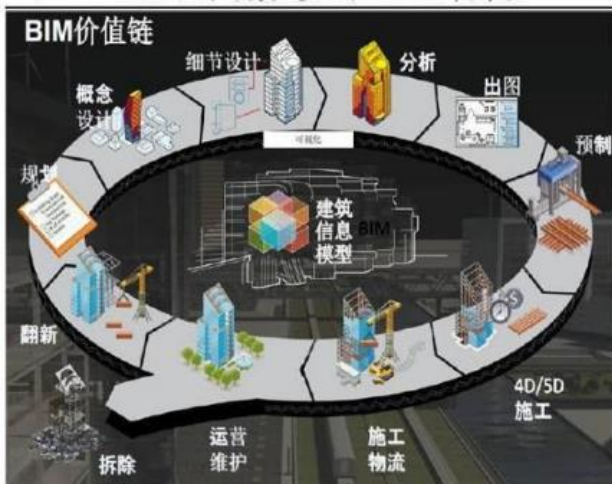 BIM价值链
细节设计
分析
出图
概念
设计
可视化
预制
规划
建筑
信息
模型
BIM
翻新
4D/5D
施工
拆除
运营
维护
施工
物流